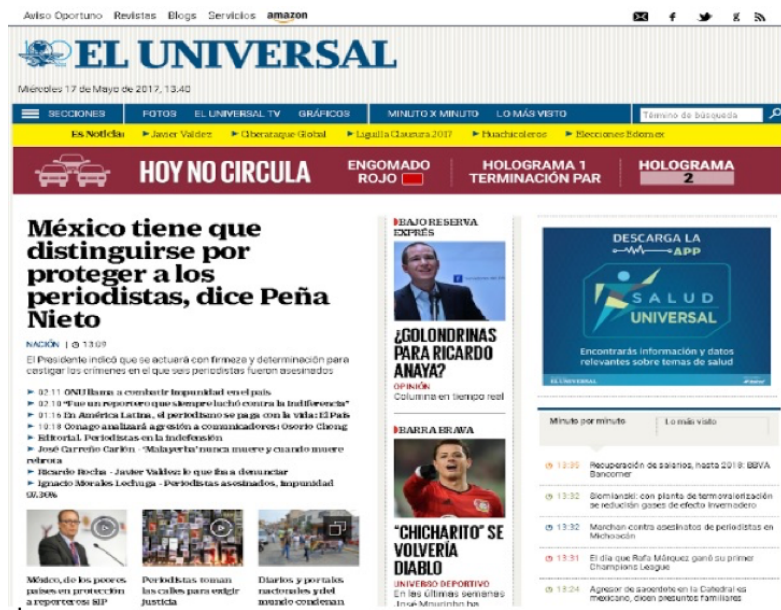 Aviso Oportuno Revistas Blogs Servicios amazon
EL UNIVERSAL
Miércoles 17 de Mayo de 2017, 13.40
SECCIONES FOTOS EL UNIVERSAL TV GRÁFICOS MINUTO X MINUTO LO MÁS VISTO Término de búsqueda
Es Noticia: Javier Valdez Ciberataque Global Liguilla Clausura 2017 Huachicoleros Elecciones Edomex
HOY NO CIRCULA
ENGOMADO
ROJO
HOLOGRAMA 1
TERMINACIÓN PAR
HOLOGRAMA
2
México tiene que
distinguirse por
proteger a los
periodistas, dice Peña
Nieto
NACIÓN | 13:09
El Presidente indicó que se actuará con firmeza y determinación para
castigar los crímenes en el que seis periodistas fueron asesinados
02:11 ONU llama a combatir impunidad en el país
02:10 "Fue un reportero que siempre luchó contra la indiferencia"
01:16 En América Latina, el periodismo se paga con la vida: El País
10:18 Conago analizará agresión a comunicadores: Osorio Chong
Editorial. Periodistas en la indefensión
José Carreño Carlón - 'Malayerba' nunca muere y cuando muere
rebrota
Ricardo Rocha - Javier Valdez: lo que iba a denunciar
Ignacio Morales Lechuga - Periodistas asesinados, impunidad
97.30%
México, de los peores
países en protección
a reporteros: SIP
Periodistas toman
las calles para exigir
justicia
Diarios y portales
nacionales y del
mundo condenan
BAJO RESERVA
EXPRÉS
¿GOLONDRINAS
PARA RICARDO
ANAYA?
OPINIÓN
Columna en tiempo real
BARRA BRAVA
"CHICHARITO" SE
VOLVERÍA
DIABLO
UNIVERSO DEPORTIVO
En las últimas semanas
José Mourinho ha
DESCARGA LA
APP
SALUD
UNIVERSAL
Encontrarás información y datos
relevantes sobre temas de salud
EL UNIVERSAL
Minuto por minuto Lo más visto
13:35 Recuperación de salarios, hasta 2019: BBVA
Bancomer
13:32 Slomianski: con planta de termovalorización
se reducirán gases de efecto invernadero
13:32 Marchan contra asesinatos de periodistas en
Michoacán
13:31 El día que Rafa Márquez ganó su primer
Champions League
13:24 Agresor de sacerdote en la Catedral es
mexicano, dicen presuntos familiares